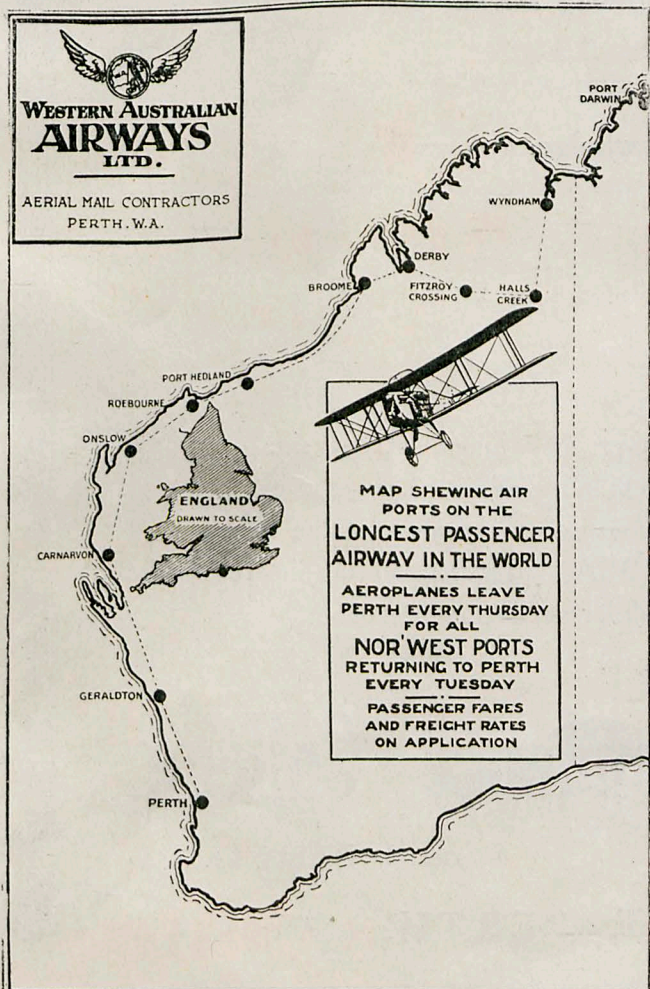 W.A.
WESTERN AUSTRALIAN
AIRWAYS
LTD.
AERIAL MAIL CONTRACTORS
PERTH. W.A.
PORT
DARWIN
WYNDHAM
DERBY
BROOME
FITZROY
CROSSING
HALLS
CREEK
PORT HEDLAND
ROEBOURNE
ONSLOW
ENGLAND
DRAWN TO SCALE
CARNARVON
GERALDTON
PERTH
MAP SHEWING AIR
PORTS ON THE
LONGEST PASSENGER
AIRWAY IN THE WORLD
AEROPLANES LEAVE
PERTH EVERY THURSDAY
FOR ALL
NOR'WEST PORTS
RETURNING TO PERTH
EVERY TUESDAY
PASSENGER FARES
AND FREIGHT RATES
ON APPLICATION